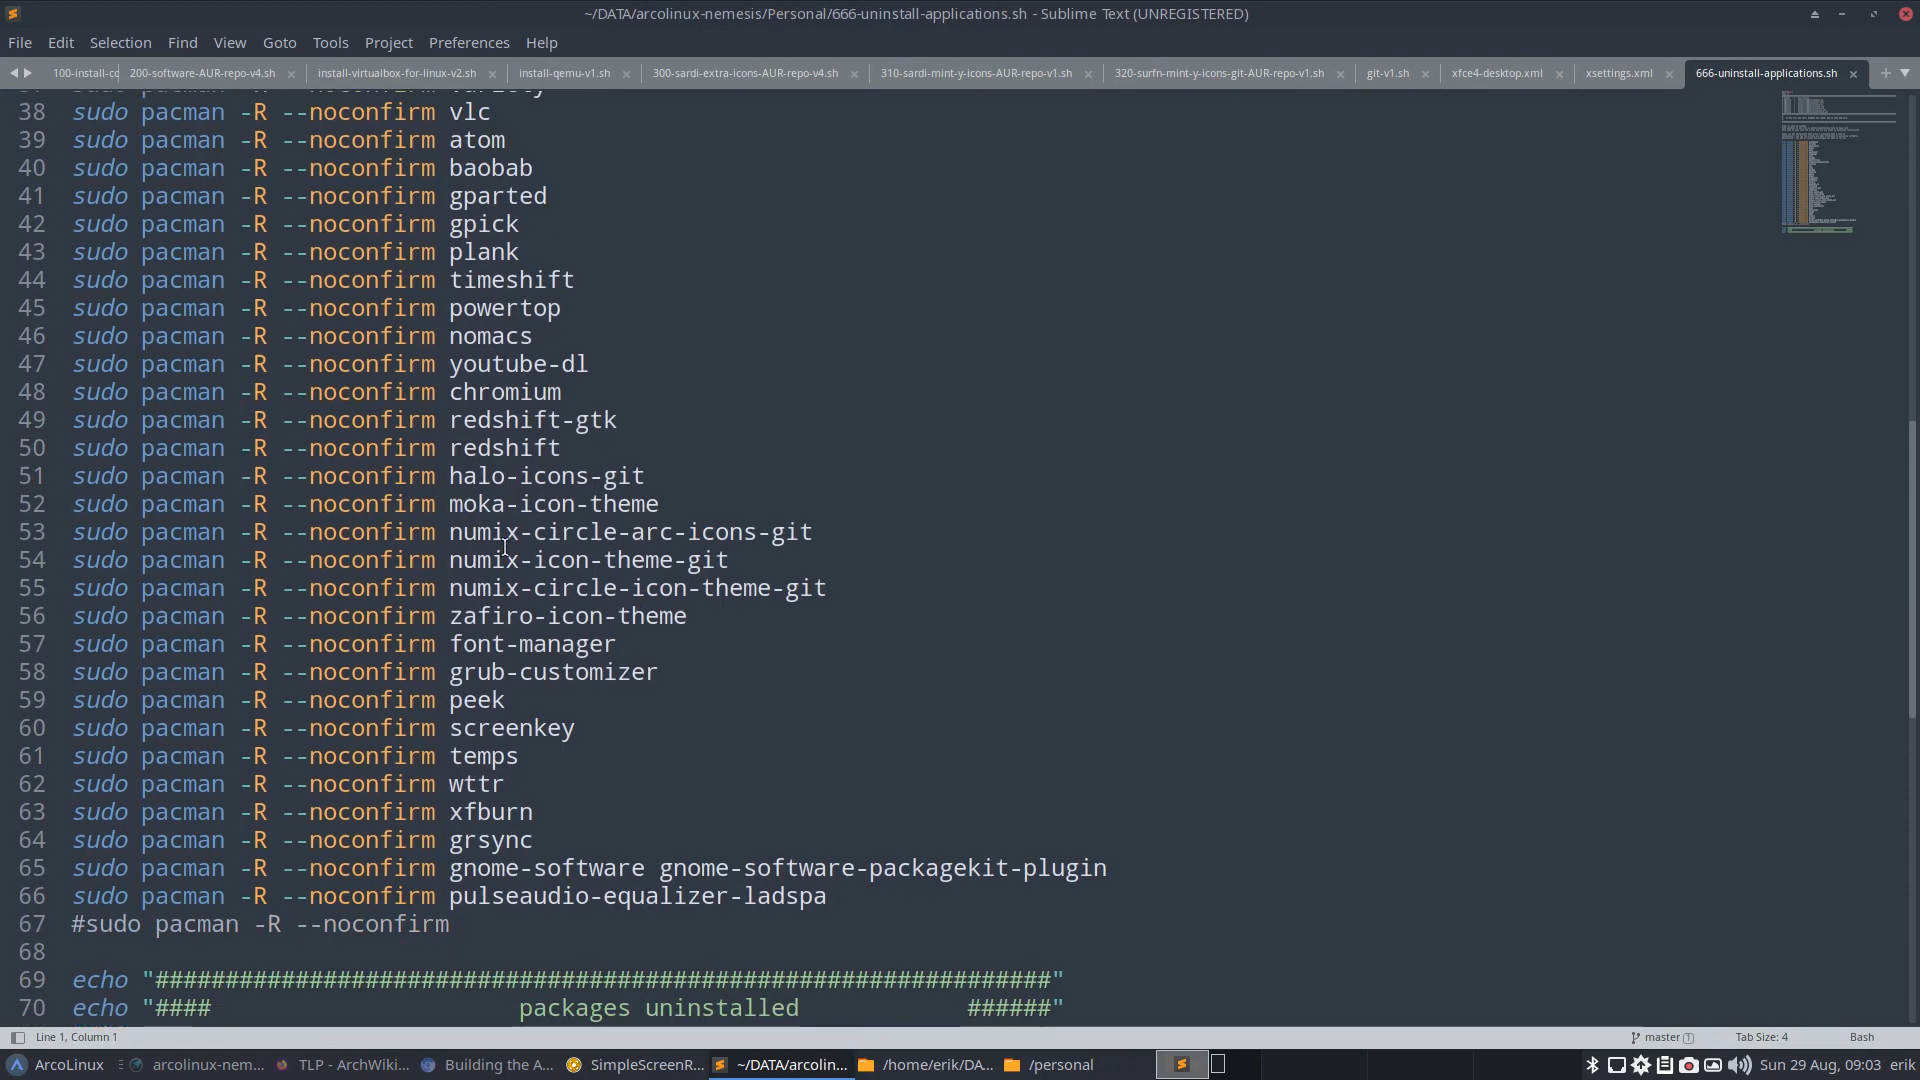 ~/DATA/arcolinux-nemesis/Personal/666-uninstall-applications.sh - Sublime Text (UNREGISTERED)
File Edit Selection Find View Goto Tools Project Preferences Help
100-install-co 200-software-AUR-repo-v4.sh × install-virtualbox-for-linux-v2.sh × install-qemu-v1.sh × 300-sardi-extra-icons-AUR-repo-v4.sh × 310-sardi-mint-y-icons-AUR-repo-v1.sh × 320-surfn-mint-y-icons-git-AUR-repo-v1.sh × git-v1.sh × xfce4-desktop.xml × xsettings.xml × 666-uninstall-applications.sh ×
38 sudo pacman -R --noconfirm vlc
39 sudo pacman -R --noconfirm atom
40 sudo pacman -R --noconfirm baobab
41 sudo pacman -R --noconfirm gparted
42 sudo pacman -R --noconfirm gpick
43 sudo pacman -R --noconfirm plank
44 sudo pacman -R --noconfirm timeshift
45 sudo pacman -R --noconfirm powertop
46 sudo pacman -R --noconfirm nomacs
47 sudo pacman -R --noconfirm youtube-dl
48 sudo pacman -R --noconfirm chromium
49 sudo pacman -R --noconfirm redshift-gtk
50 sudo pacman -R --noconfirm redshift
51 sudo pacman -R --noconfirm halo-icons-git
52 sudo pacman -R --noconfirm moka-icon-theme
53 sudo pacman -R --noconfirm numix-circle-arc-icons-git
54 sudo pacman -R --noconfirm numix-icon-theme-git
55 sudo pacman -R --noconfirm numix-circle-icon-theme-git
56 sudo pacman -R --noconfirm zafiro-icon-theme
57 sudo pacman -R --noconfirm font-manager
58 sudo pacman -R --noconfirm grub-customizer
59 sudo pacman -R --noconfirm peek
60 sudo pacman -R --noconfirm screenkey
61 sudo pacman -R --noconfirm temps
62 sudo pacman -R --noconfirm wttr
63 sudo pacman -R --noconfirm xfburn
64 sudo pacman -R --noconfirm grsync
65 sudo pacman -R --noconfirm gnome-software gnome-software-packagekit-plugin
66 sudo pacman -R --noconfirm pulseaudio-equalizer-ladspa
67 #sudo pacman -R --noconfirm
68
69 echo "################################################################"
70 echo "####                      packages uninstalled            ######"
Line 1, Column 1 master 1 Tab Size: 4 Bash
ArcoLinux arcolinux-nem... TLP - ArchWiki... Building the A... SimpleScreenR... ~/DATA/arcolin... /home/erik/DA... /personal Sun 29 Aug, 09:03 erik